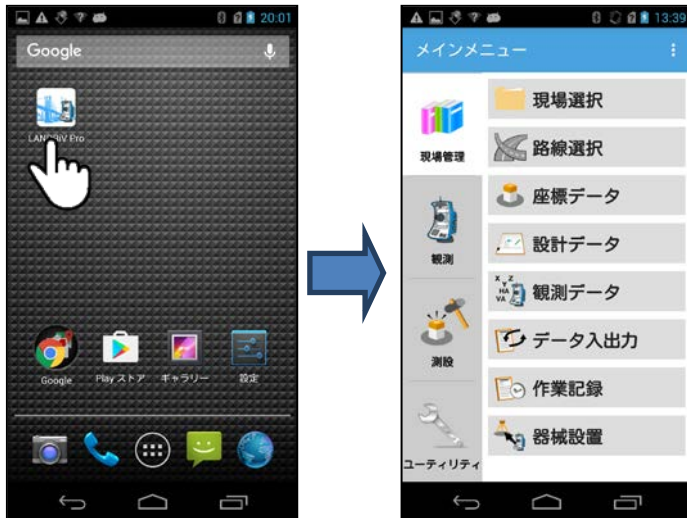 20:01
Google
LANDRiV Pro
Google
Play ストア
ギャラリー
設定
13:39
メインメニュー
現場管理
観測
測設
ユーティリティ
現場選択
路線選択
座標データ
設計データ
X Y Z
HA
VA
観測データ
データ入出力
作業記録
器械設置